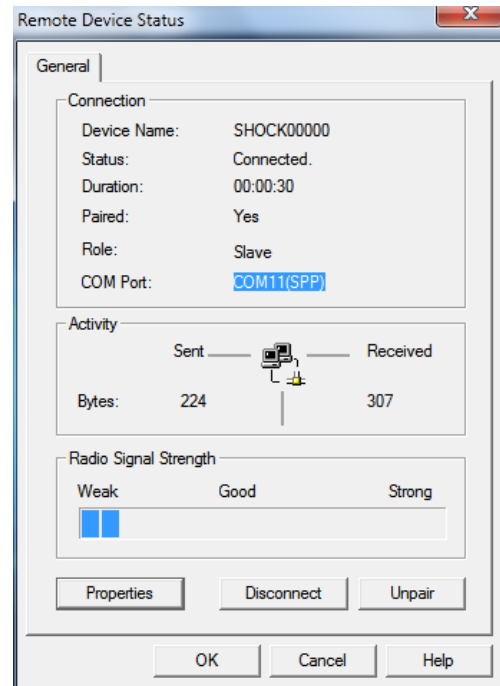 Remote Device Status
General
Connection
Device Name: SHOCK00000
Status: Connected.
Duration: 00:00:30
Paired: Yes
Role: Slave
COM Port: COM11(SPP)
Activity
Sent Received
Bytes: 224 307
Radio Signal Strength
Weak Good Strong
Properties Disconnect Unpair
OK Cancel Help